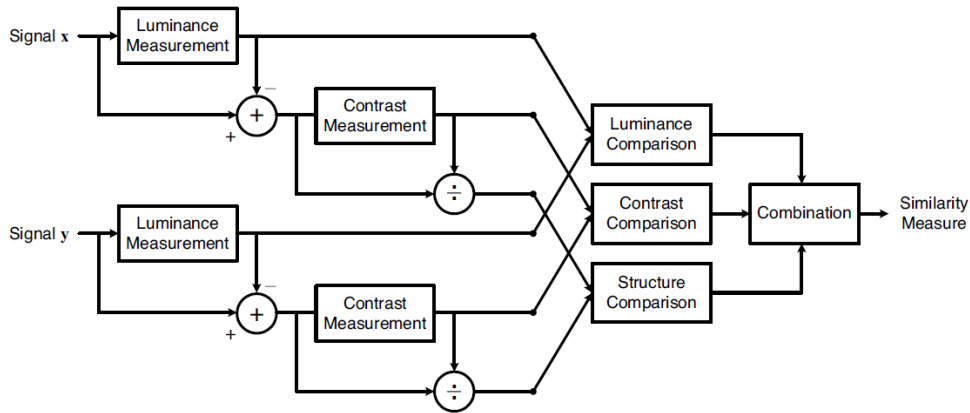 Signal x
Luminance
Measurement
−
+
+
Contrast
Measurement
÷
Luminance
Comparison
Contrast
Comparison
Combination
Similarity
Measure
Signal y
Luminance
Measurement
−
+
+
Contrast
Measurement
÷
Structure
Comparison